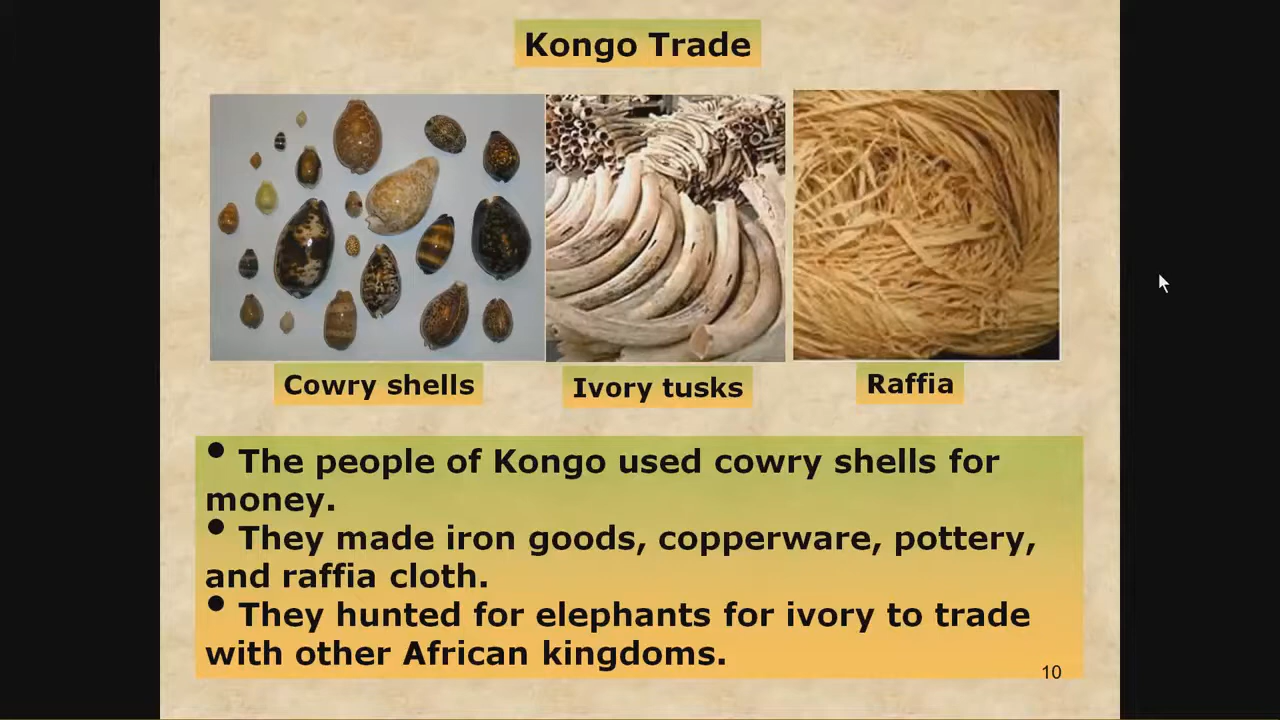 Kongo Trade
Cowry shells
Ivory tusks
Raffia
• The people of Kongo used cowry shells for
money.
• They made iron goods, copperware, pottery,
and raffia cloth.
• They hunted for elephants for ivory to trade
with other African kingdoms.
10